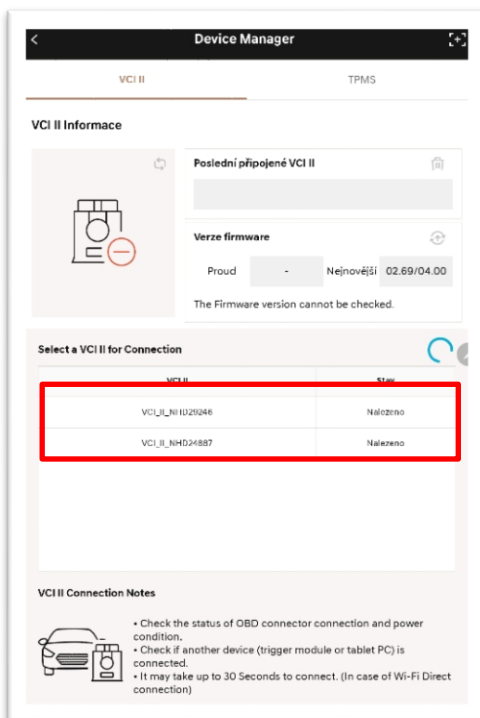 Device Manager
VCI II
TPMS
VCI II Informace
Poslední připojené VCI II
Verze firmware
Proud
-
Nejnovější
02.69/04.00
The Firmware version cannot be checked.
Select a VCI II for Connection
VCI II
Stav
VCI_II_NHD29246
Nalezeno
VCI_II_NHD24887
Nalezeno
VCI II Connection Notes
• Check the status of OBD connector connection and power
condition.
• Check if another device (trigger module or tablet PC) is
connected.
• It may take up to 30 Seconds to connect. (In case of Wi-Fi Direct
connection)